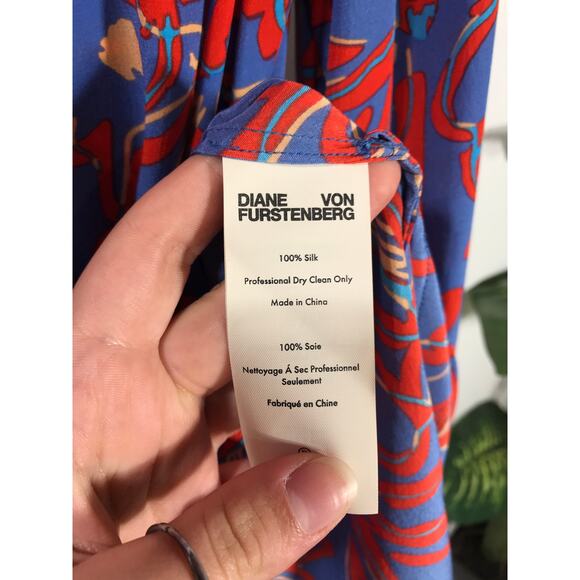 DIANE VON
FURSTENBERG
100% Silk
Professional Dry Clean Only
Made in China
100% Soie
Nettoyage Á Sec Professionnel
Seulement
Fabriqué en Chine